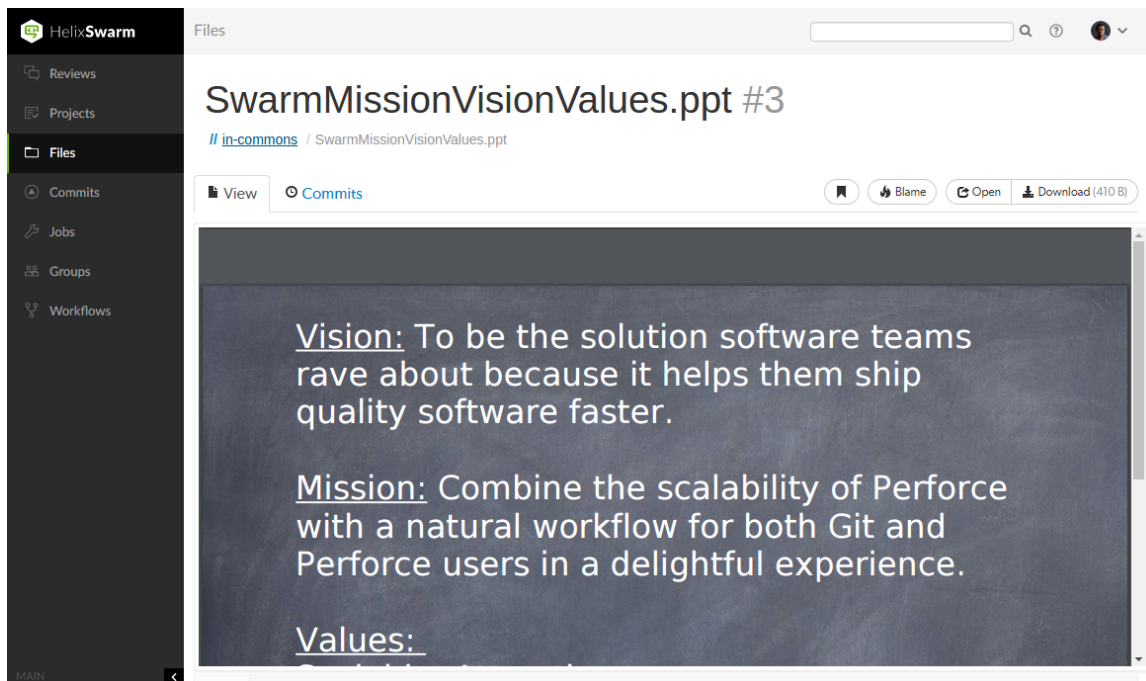 HelixSwarm
Files
Reviews
Projects
Files
Commits
Jobs
Groups
Workflows
MAIN
SwarmMissionVisionValues.ppt #3
// in-commons / SwarmMissionVisionValues.ppt
View
Commits
Blame
Open
Download (410 B)
Vision: To be the solution software teams
rave about because it helps them ship
quality software faster.
Mission: Combine the scalability of Perforce
with a natural workflow for both Git and
Perforce users in a delightful experience.
Values: